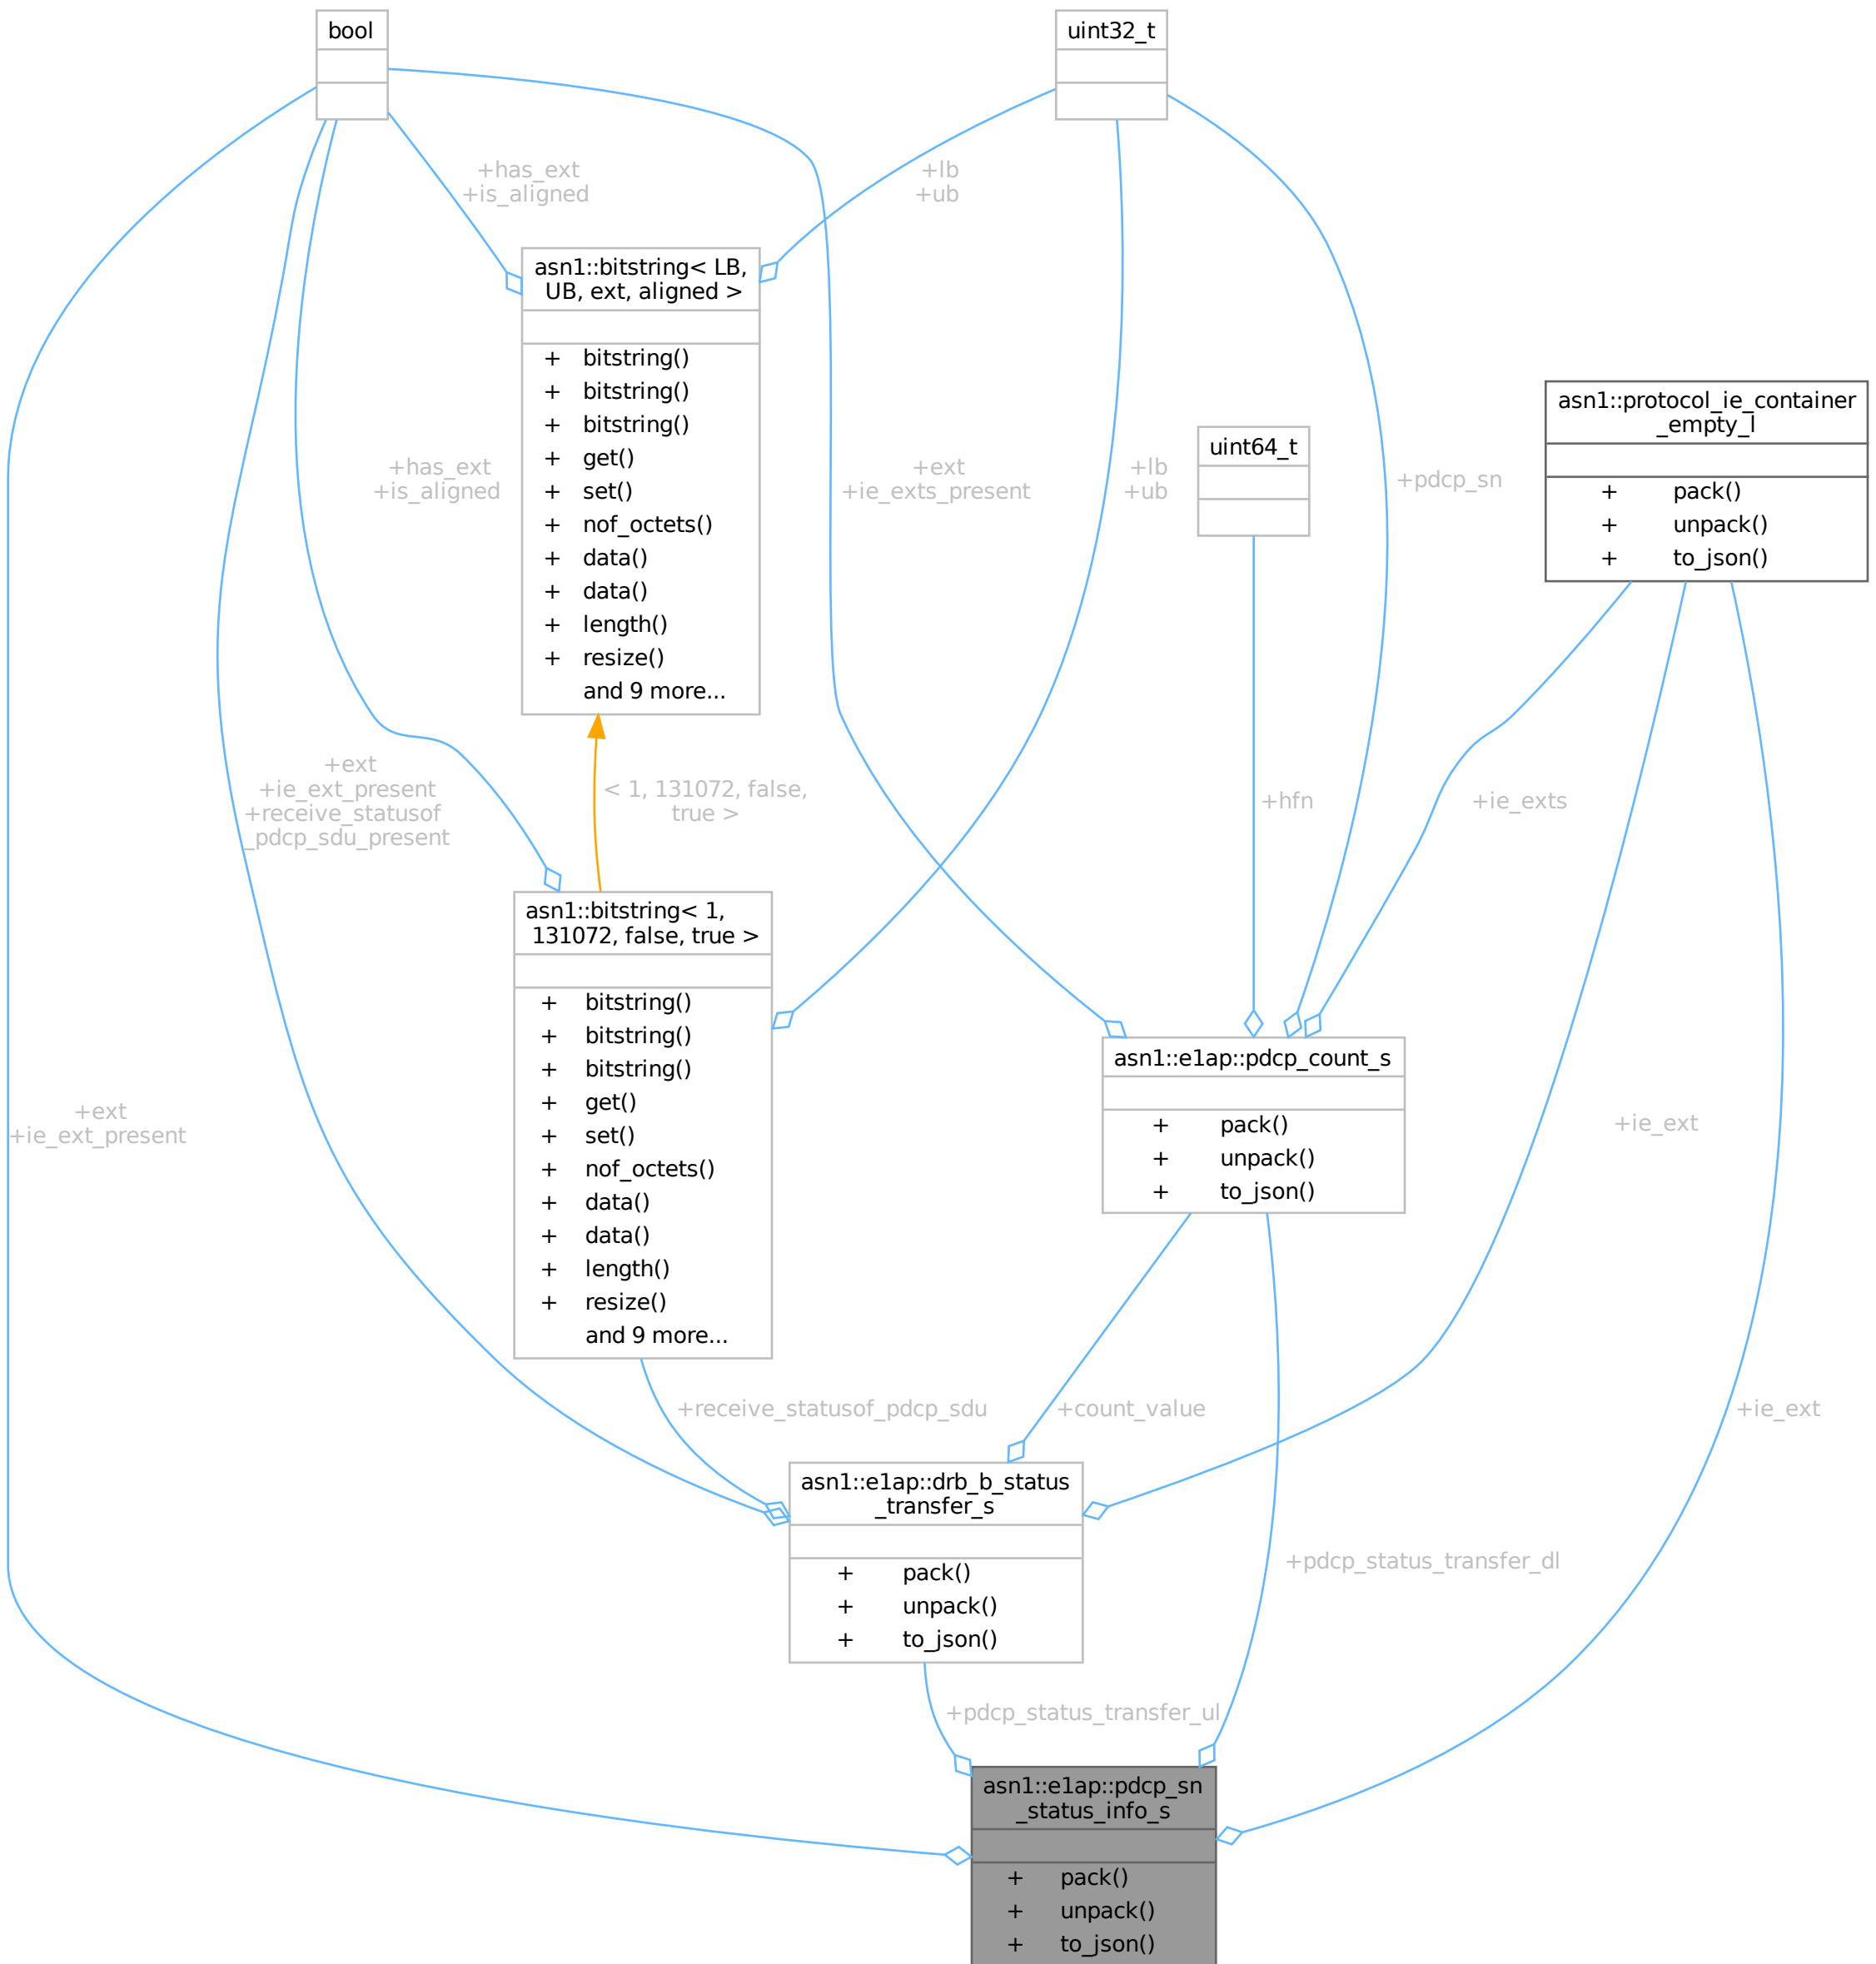 bool
uint32_t
+has_ext
+is_aligned
+lb
+ub
asn1::bitstring< LB,
UB, ext, aligned >
+ bitstring()
+ bitstring()
+ bitstring()
+ get()
+ set()
+ nof_octets()
+ data()
+ data()
+ length()
+ resize()
and 9 more...
asn1::protocol_ie_container
_empty_l
+ pack()
+ unpack()
+ to_json()
uint64_t
+has_ext
+is_aligned
+ext
+ie_exts_present
+lb
+ub
+pdcp_sn
+ext
+ie_ext_present
+receive_statusof
_pdcp_sdu_present
< 1, 131072, false,
true >
+hfn
+ie_exts
asn1::bitstring< 1,
131072, false, true >
+ bitstring()
+ bitstring()
+ bitstring()
+ get()
+ set()
+ nof_octets()
+ data()
+ data()
+ length()
+ resize()
and 9 more...
asn1::e1ap::pdcp_count_s
+ pack()
+ unpack()
+ to_json()
+ext
+ie_ext_present
+ie_ext
+receive_statusof_pdcp_sdu
+count_value
+ie_ext
asn1::e1ap::drb_b_status
_transfer_s
+ pack()
+ unpack()
+ to_json()
+pdcp_status_transfer_dl
+pdcp_status_transfer_ul
asn1::e1ap::pdcp_sn
_status_info_s
+ pack()
+ unpack()
+ to_json()